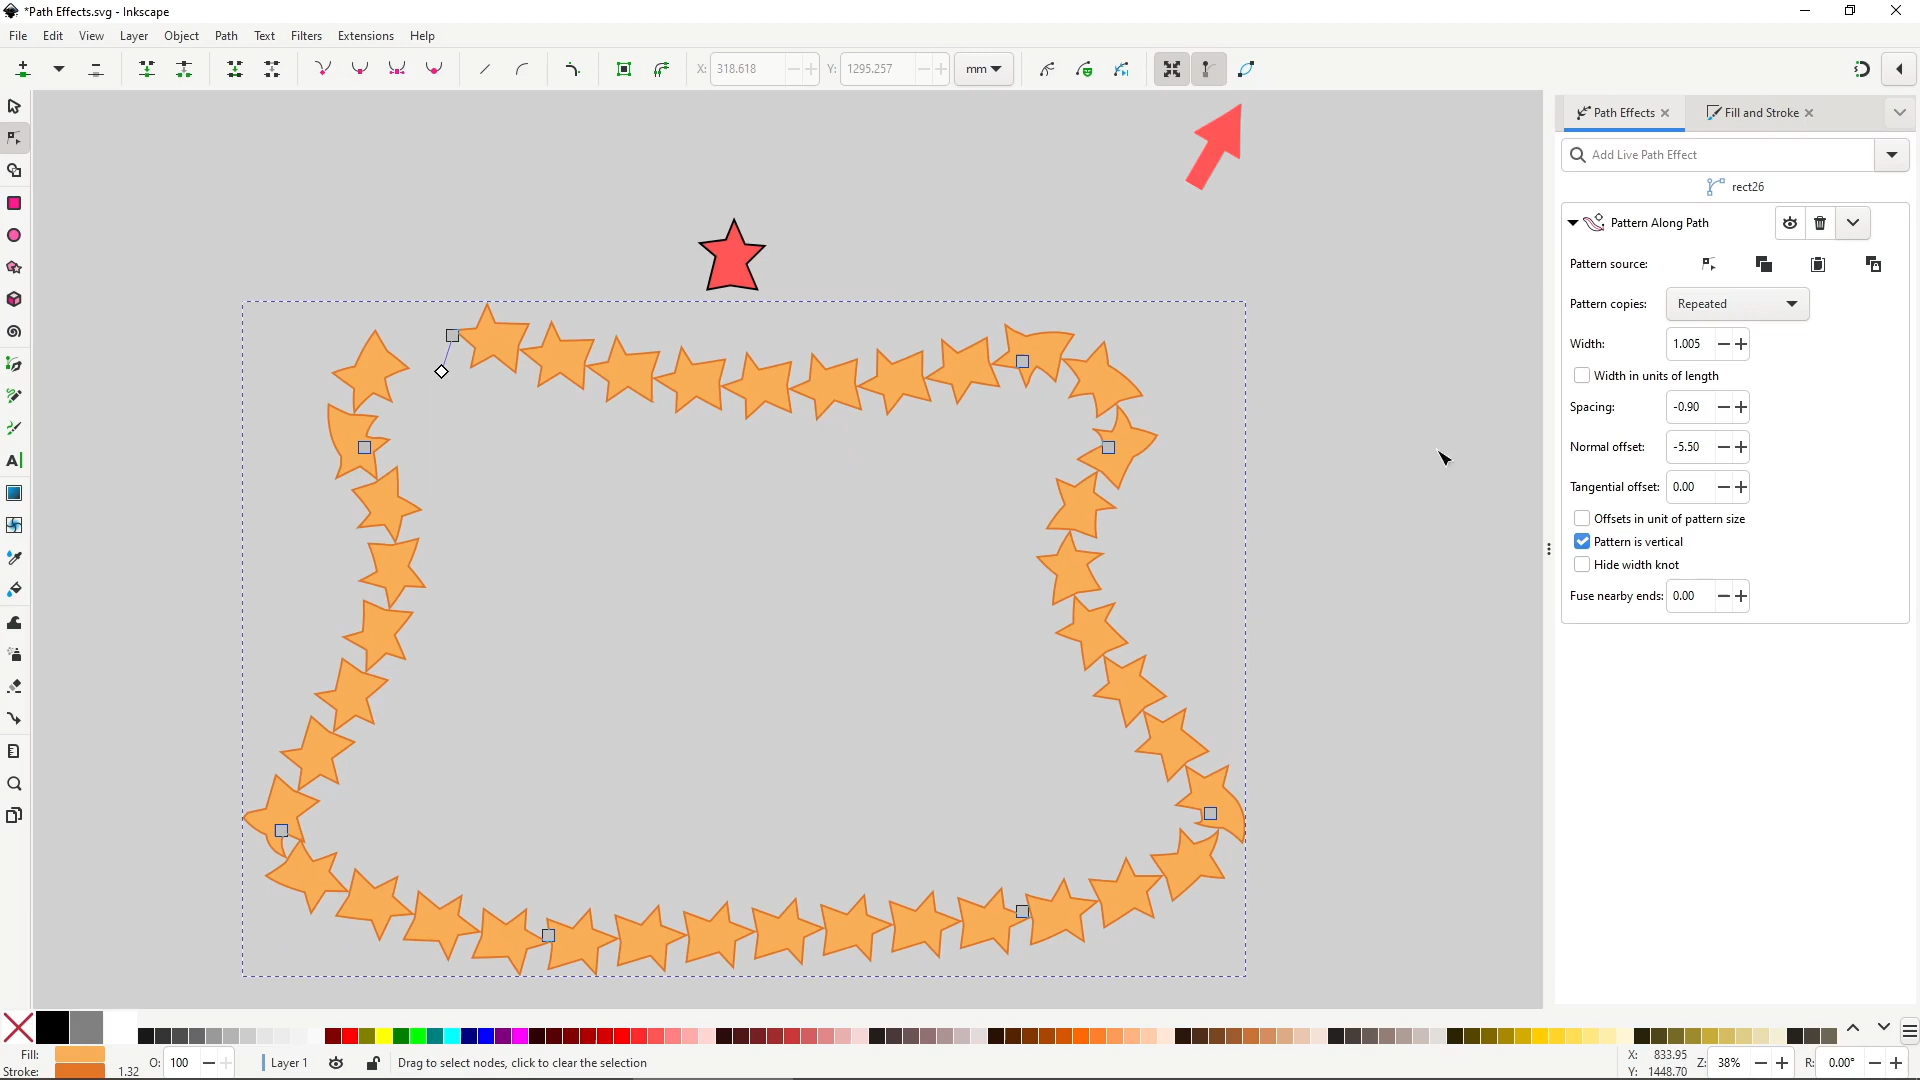 *Path Effects.svg - Inkscape
File Edit View Layer Object Path Text Filters Extensions Help
X: 318.618 Y: 1295.257 mm
Path Effects Fill and Stroke
Add Live Path Effect
rect26
Pattern Along Path
Pattern source:
Pattern copies: Repeated
Width: 1.005
Width in units of length
Spacing: -0.90
Normal offset: -5.50
Tangential offset: 0.00
Offsets in unit of pattern size
Pattern is vertical
Hide width knot
Fuse nearby ends: 0.00
Fill: O: 100 Layer 1 Drag to select nodes, click to clear the selection X: 833.95 Z: 38% R: 0.00°
Stroke: 1.32 Y: 1448.70